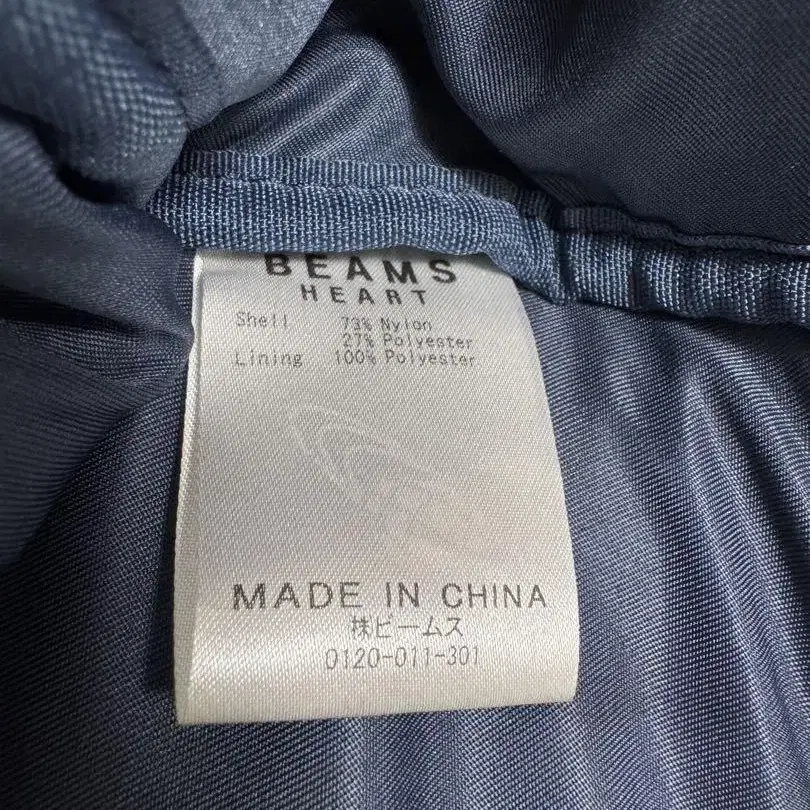 BEAMS
HEART
Shell 73% Nylon
27% Polyester
Lining 100% Polyester
MADE IN CHINA
㈱ビームス
0120-011-301